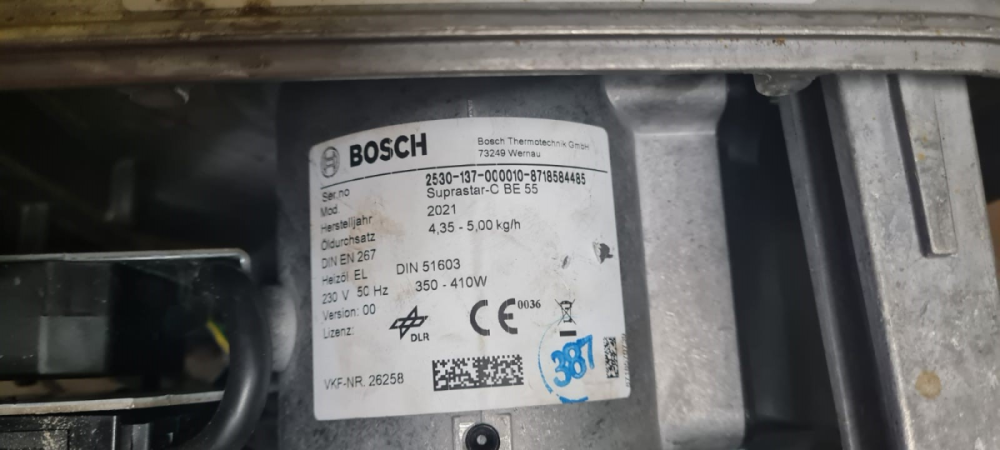 BOSCH
Bosch Thermotechnik GmbH
73249 Wernau
Ser.no 2530-137-000010-8718584485
Mod. Suprastar-C BE 55
Herstelljahr 2021
Öldurchsatz 4,35 - 5,00 kg/h
DIN EN 267
Heizöl EL DIN 51603
230 V 50 Hz 350 - 410W
Version: 00
Lizenz: DLR
CE 0036
VKF-NR. 26258
387